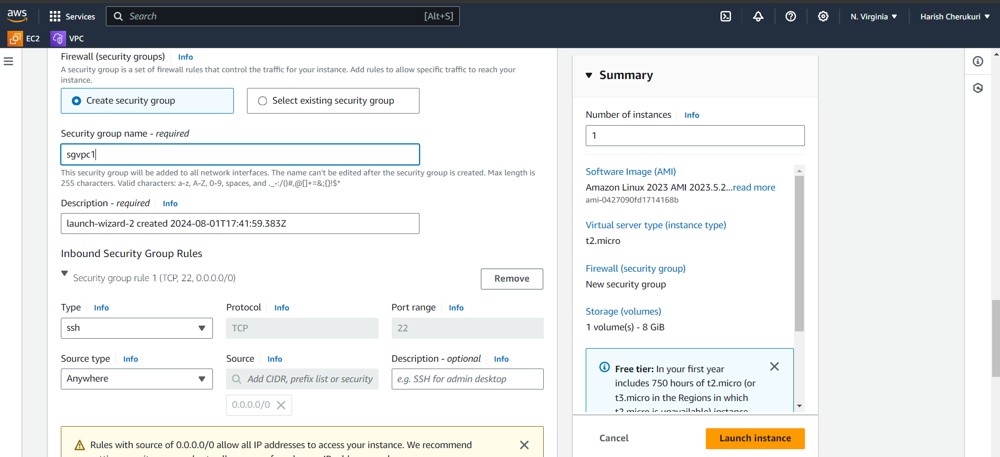 aws
Services
Search
[Alt+S]
N. Virginia
Harish Cherukuri
EC2
VPC
Firewall (security groups)
Info
A security group is a set of firewall rules that control the traffic for your instance. Add rules to allow specific traffic to reach your
instance.
Create security group
Select existing security group
Security group name - required
sgvpc1
This security group will be added to all network interfaces. The name can't be edited after the security group is created. Max length is
255 characters. Valid characters: a-z, A-Z, 0-9, spaces, and ._-:/()#,@[]+=&;{}!$*
Description - required
Info
launch-wizard-2 created 2024-08-01T17:41:59.383Z
Inbound Security Group Rules
Security group rule 1 (TCP, 22, 0.0.0.0/0)
Remove
Type
Info
Protocol
Info
Port range
Info
ssh
TCP
22
Source type
Info
Source
Info
Description - optional
Info
Anywhere
Add CIDR, prefix list or security
e.g. SSH for admin desktop
0.0.0.0/0
Rules with source of 0.0.0.0/0 allow all IP addresses to access your instance. We recommend
Summary
Number of instances
Info
1
Software Image (AMI)
Amazon Linux 2023 AMI 2023.5.2...read more
ami-0427090fd1714168b
Virtual server type (instance type)
t2.micro
Firewall (security group)
New security group
Storage (volumes)
1 volume(s) - 8 GiB
Free tier: In your first year
includes 750 hours of t2.micro (or
t3.micro in the Regions in which
t2.micro is unavailable) instance
Cancel
Launch instance